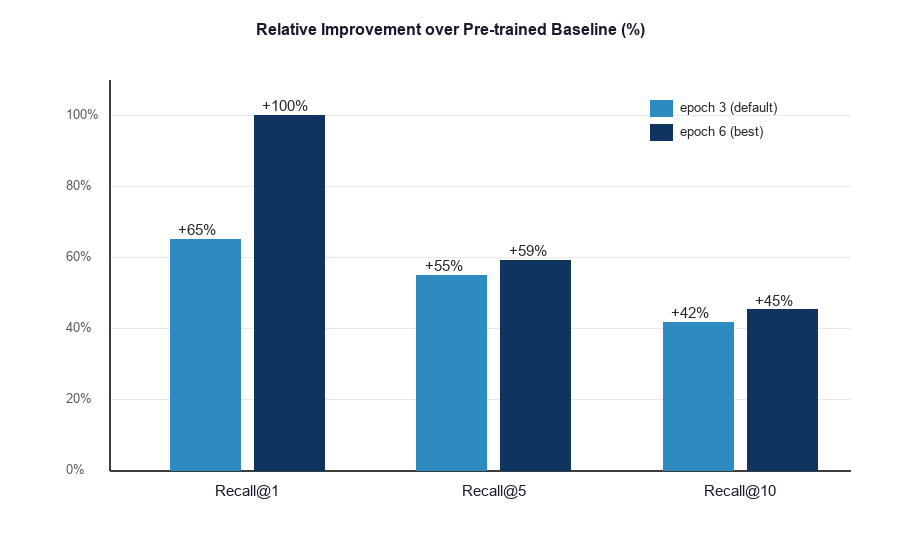 Relative Improvement over Pre-trained Baseline (%)
epoch 3 (default)
epoch 6 (best)
100%
80%
60%
40%
20%
0%
+65%
+100%
+55%
+59%
+42%
+45%
Recall@1
Recall@5
Recall@10